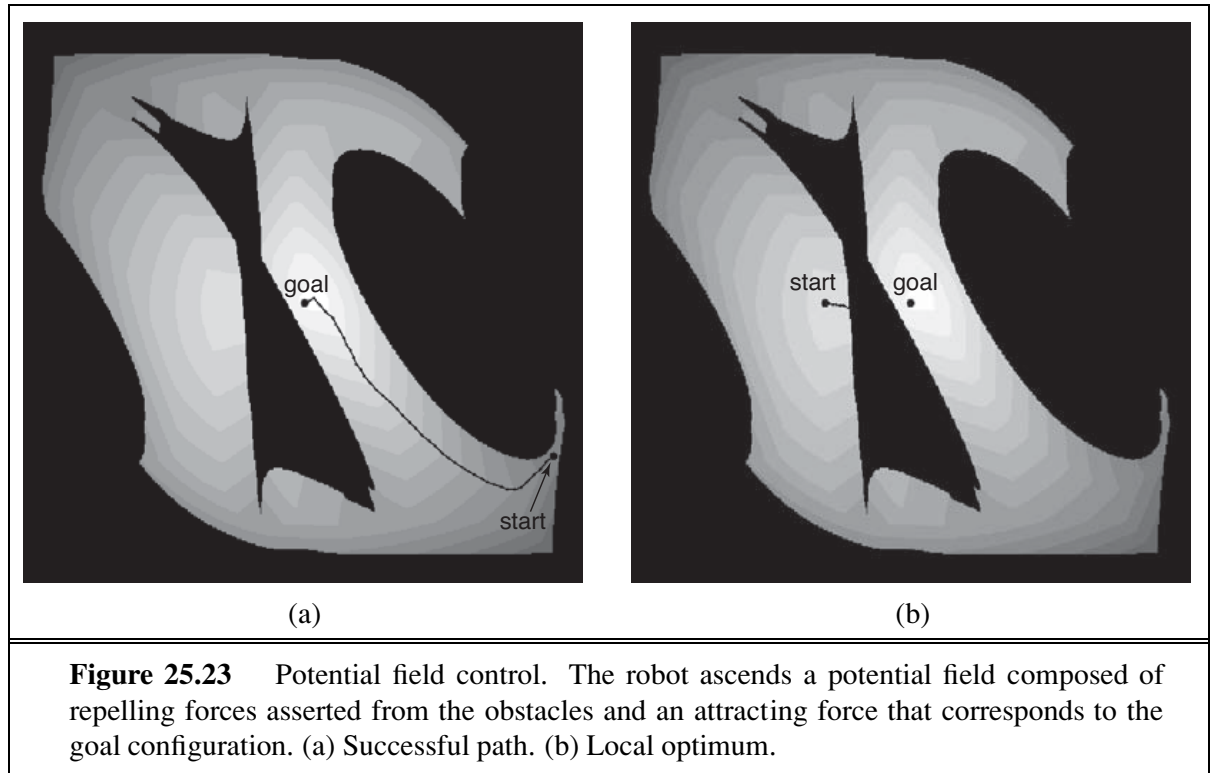 goal
start
start
goal
(a)
(b)
Figure 25.23 Potential field control. The robot ascends a potential field composed of
repelling forces asserted from the obstacles and an attracting force that corresponds to the
goal configuration. (a) Successful path. (b) Local optimum.